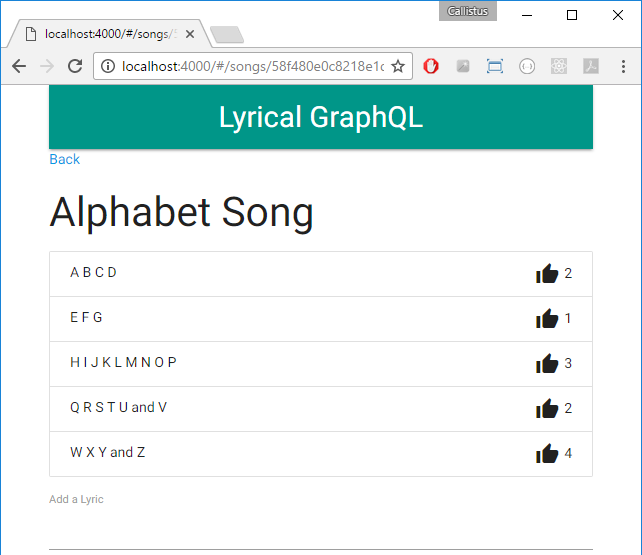 Callistus
localhost:4000/#/songs/5
localhost:4000/#/songs/58f480e0c8218e1c
Lyrical GraphQL
Back
Alphabet Song
A B C D 2
E F G 1
H I J K L M N O P 3
Q R S T U and V 2
W X Y and Z 4
Add a Lyric